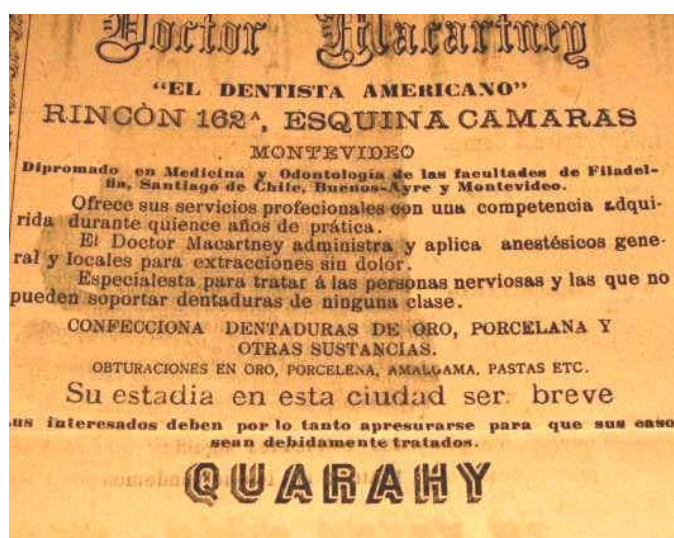 Doctor Macartney
“EL DENTISTA AMERICANO”
RINCÒN 162ᴬ, ESQUINA CAMARAS
MONTEVIDEO
Dipromado en Medicina y Odontologia de las facultades de Filadel-
fia, Santiago de Chile, Buenos-Ayre y Montevideo.
Ofrece sus servicios profecionales con una competencia adqui-
rida durante quience años de prática.
El Doctor Macartney administra y aplica anestésicos gene-
ral y locales para extracciones sin dolor.
Especialesta para tratar á las personas nerviosas y las que no
pueden soportar dentaduras de ninguna clase.
CONFECCIONA DENTADURAS DE ORO, PORCELANA Y
OTRAS SUSTANCIAS.
OBTURACIONES EN ORO, PORCELENA, AMALGAMA, PASTAS ETC.
Su estadia en esta ciudad ser breve
us interesados deben por lo tanto apresurarse para que sus caso
sean debidamente tratados.
QUARAHY